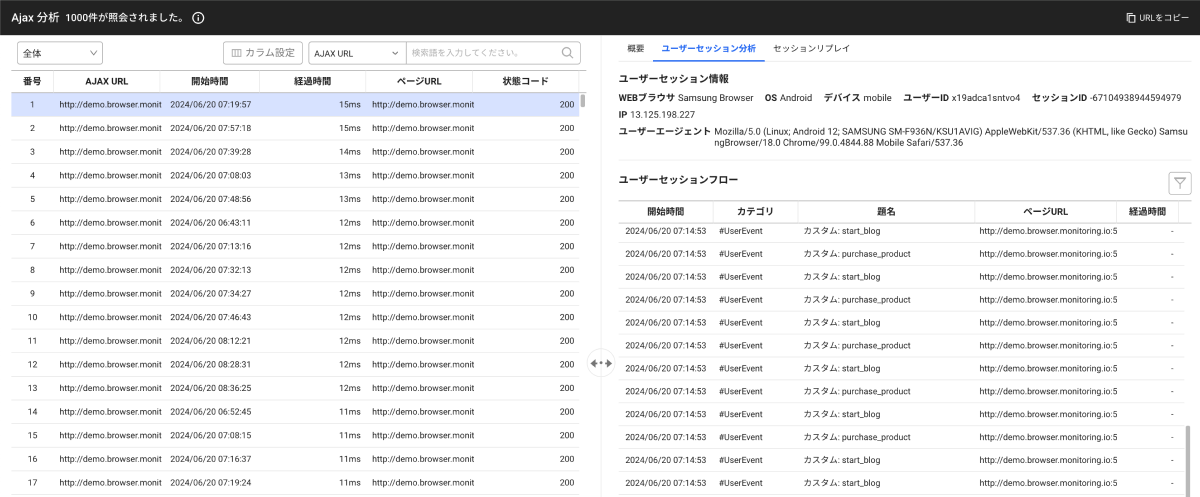 Ajax 分析 1000件が照会されました。
URLをコピー
全体
カラム設定
AJAX URL
検索語を入力してください。
番号 AJAX URL 開始時間 経過時間 ページURL 状態コード
1 http://demo.browser.monit 2024/06/20 07:19:57 15ms http://demo.browser.monit 200
2 http://demo.browser.monit 2024/06/20 07:57:18 15ms http://demo.browser.monit 200
3 http://demo.browser.monit 2024/06/20 07:39:28 14ms http://demo.browser.monit 200
4 http://demo.browser.monit 2024/06/20 07:08:03 13ms http://demo.browser.monit 200
5 http://demo.browser.monit 2024/06/20 07:48:56 13ms http://demo.browser.monit 200
6 http://demo.browser.monit 2024/06/20 06:43:11 12ms http://demo.browser.monit 200
7 http://demo.browser.monit 2024/06/20 07:13:16 12ms http://demo.browser.monit 200
8 http://demo.browser.monit 2024/06/20 07:32:13 12ms http://demo.browser.monit 200
9 http://demo.browser.monit 2024/06/20 07:34:27 12ms http://demo.browser.monit 200
10 http://demo.browser.monit 2024/06/20 07:46:43 12ms http://demo.browser.monit 200
11 http://demo.browser.monit 2024/06/20 08:12:21 12ms http://demo.browser.monit 200
12 http://demo.browser.monit 2024/06/20 08:28:31 12ms http://demo.browser.monit 200
13 http://demo.browser.monit 2024/06/20 08:36:25 12ms http://demo.browser.monit 200
14 http://demo.browser.monit 2024/06/20 06:52:45 11ms http://demo.browser.monit 200
15 http://demo.browser.monit 2024/06/20 07:08:15 11ms http://demo.browser.monit 200
16 http://demo.browser.monit 2024/06/20 07:16:37 11ms http://demo.browser.monit 200
17 http://demo.browser.monit 2024/06/20 07:19:24 11ms http://demo.browser.monit 200
概要 ユーザーセッション分析 セッションリプレイ
ユーザーセッション情報
WEBブラウサ Samsung Browser OS Android デバイス mobile ユーザーID x19adca1sntvo4 セッションID -67104938944594979
IP 13.125.198.227
ユーザーエージェント Mozilla/5.0 (Linux; Android 12; SAMSUNG SM-F936N/KSU1AVIG) AppleWebKit/537.36 (KHTML, like Gecko) Samsu
ngBrowser/18.0 Chrome/99.0.4844.88 Mobile Safari/537.36
ユーザーセッションフロー
開始時間 カテゴリ 題名 ページURL 経過時間
2024/06/20 07:14:53 #UserEvent カスタム: start_blog http://demo.browser.monitoring.io:5 -
2024/06/20 07:14:53 #UserEvent カスタム: purchase_product http://demo.browser.monitoring.io:5 -
2024/06/20 07:14:53 #UserEvent カスタム: start_blog http://demo.browser.monitoring.io:5 -
2024/06/20 07:14:53 #UserEvent カスタム: purchase_product http://demo.browser.monitoring.io:5 -
2024/06/20 07:14:53 #UserEvent カスタム: start_blog http://demo.browser.monitoring.io:5 -
2024/06/20 07:14:53 #UserEvent カスタム: purchase_product http://demo.browser.monitoring.io:5 -
2024/06/20 07:14:53 #UserEvent カスタム: start_blog http://demo.browser.monitoring.io:5 -
2024/06/20 07:14:53 #UserEvent カスタム: purchase_product http://demo.browser.monitoring.io:5 -
2024/06/20 07:14:53 #UserEvent カスタム: start_blog http://demo.browser.monitoring.io:5 -
2024/06/20 07:14:53 #UserEvent カスタム: purchase_product http://demo.browser.monitoring.io:5 -
2024/06/20 07:14:53 #UserEvent カスタム: start_blog http://demo.browser.monitoring.io:5 -
2024/06/20 07:14:53 #UserEvent カスタム: start_blog http://demo.browser.monitoring.io:5 -